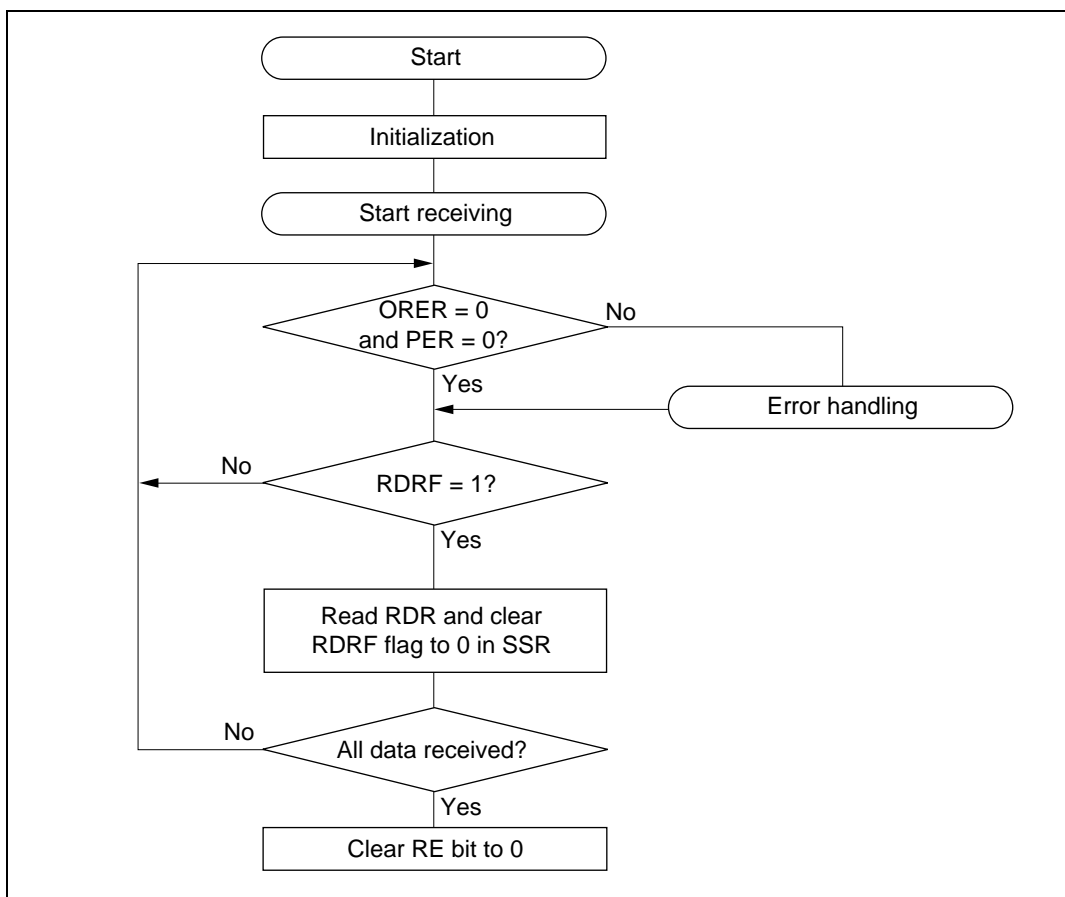 Start
Initialization
Start receiving
ORER = 0
and PER = 0?
No
Yes
Error handling
No
RDRF = 1?
Yes
Read RDR and clear
RDRF flag to 0 in SSR
No
All data received?
Yes
Clear RE bit to 0